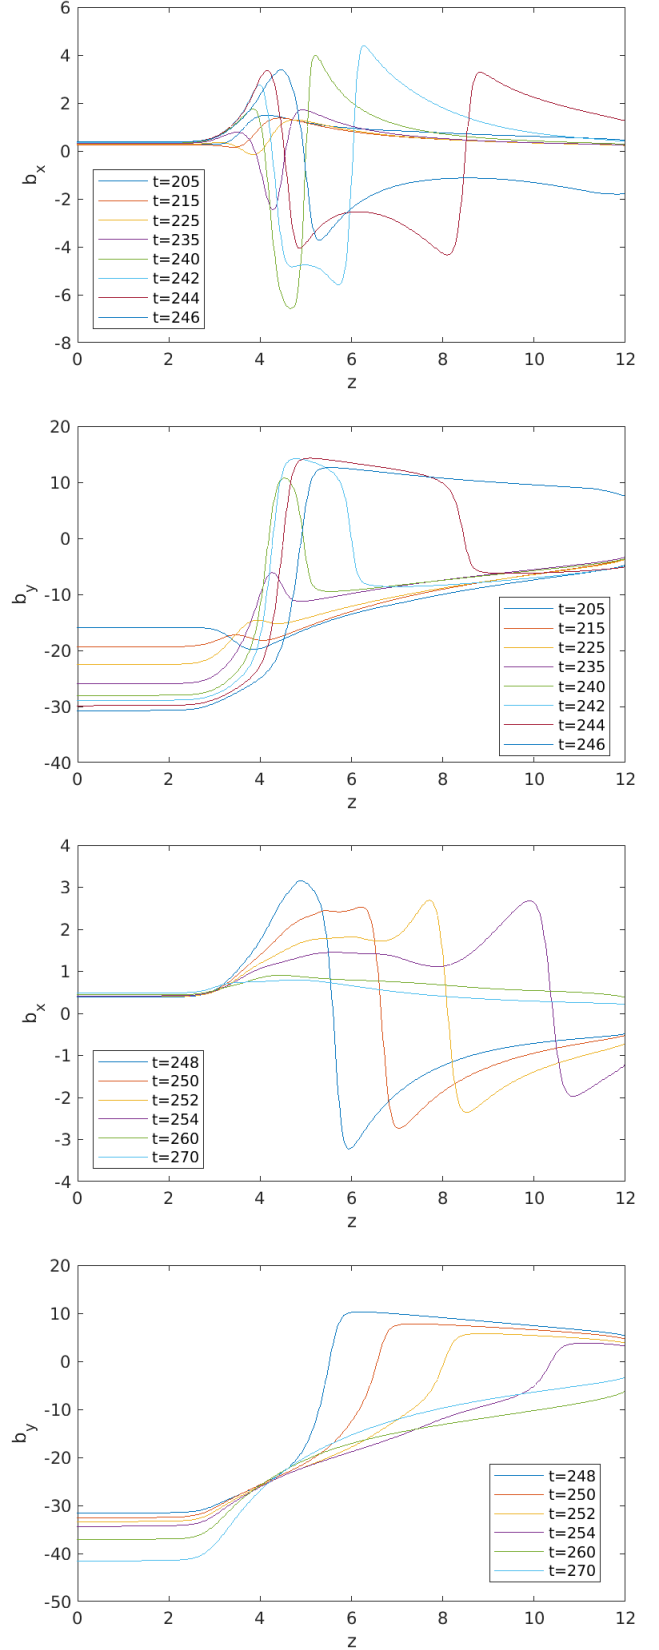 6
4
2
0
-2
-4
-6
-8
b_x
t=205
t=215
t=225
t=235
t=240
t=242
t=244
t=246
0 2 4 6 8 10 12
z
20
10
0
-10
-20
-30
-40
b_y
t=205
t=215
t=225
t=235
t=240
t=242
t=244
t=246
0 2 4 6 8 10 12
z
4
3
2
1
0
-1
-2
-3
-4
b_x
t=248
t=250
t=252
t=254
t=260
t=270
0 2 4 6 8 10 12
z
20
10
0
-10
-20
-30
-40
-50
b_y
t=248
t=250
t=252
t=254
t=260
t=270
0 2 4 6 8 10 12
z